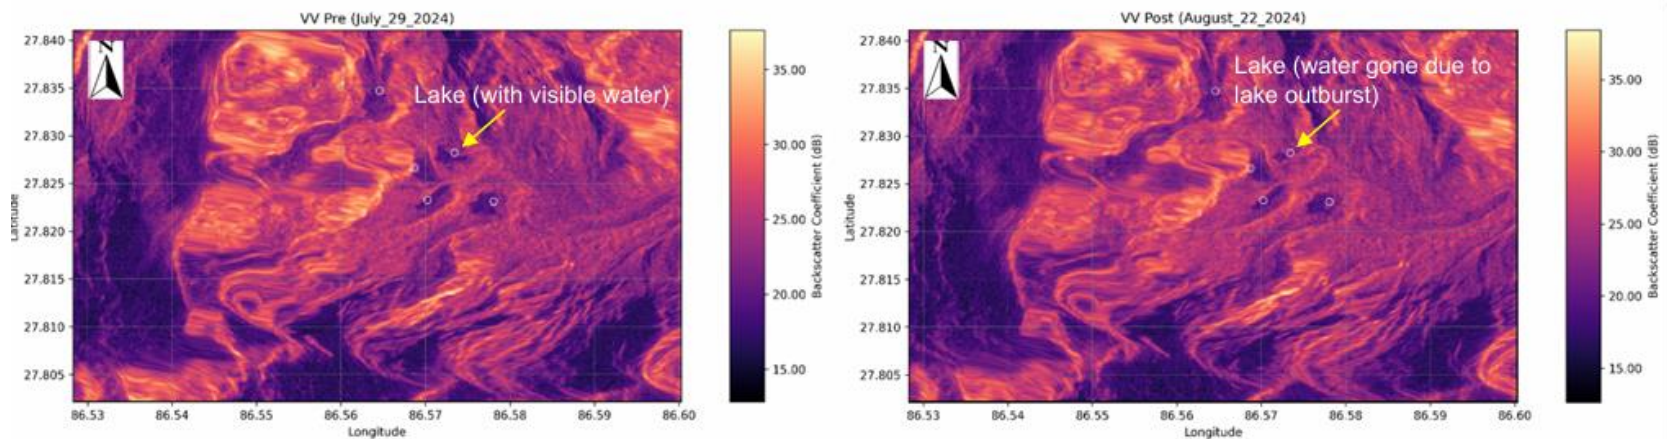 VV Pre (July_29_2024)
N
Lake (with visible water)
27.840
27.835
27.830
27.825
27.820
27.815
27.810
27.805
Latitude
86.53 86.54 86.55 86.56 86.57 86.58 86.59 86.60
Longitude
35.00
30.00
25.00
20.00
15.00
Backscatter Coefficient (dB)
VV Post (August_22_2024)
N
Lake (water gone due to
lake outburst)
27.840
27.835
27.830
27.825
27.820
27.815
27.810
27.805
Latitude
86.53 86.54 86.55 86.56 86.57 86.58 86.59 86.60
Longitude
35.00
30.00
25.00
20.00
15.00
Backscatter Coefficient (dB)